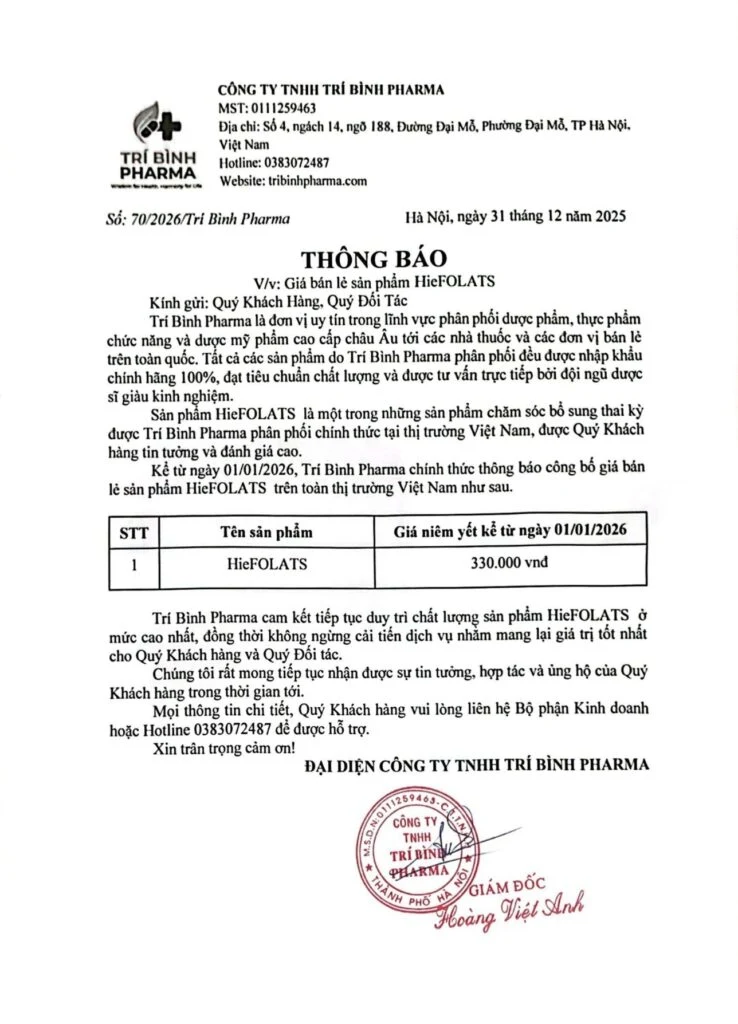 CÔNG TY TNHH TRÍ BÌNH PHARMA
MST: 0111259463
Địa chỉ: Số 4, ngách 14, ngõ 188, Đường Đại Mỗ, Phường Đại Mỗ, TP Hà Nội,
Việt Nam
Hotline: 0383072487
Website: tribinhpharma.com
TRÍ BÌNH
PHARMA
Wisdom for Health, Harmony for Life
Số: 70/2026/Trí Bình Pharma
Hà Nội, ngày 31 tháng 12 năm 2025
THÔNG BÁO
V/v: Giá bán lẻ sản phẩm HieFOLATS
Kính gửi: Quý Khách Hàng, Quý Đối Tác
Trí Bình Pharma là đơn vị uy tín trong lĩnh vực phân phối dược phẩm, thực phẩm
chức năng và dược mỹ phẩm cao cấp châu Âu tới các nhà thuốc và các đơn vị bán lẻ
trên toàn quốc. Tất cả các sản phẩm do Trí Bình Pharma phân phối đều được nhập khẩu
chính hãng 100%, đạt tiêu chuẩn chất lượng và được tư vấn trực tiếp bởi đội ngũ dược
sĩ giàu kinh nghiệm.
Sản phẩm HieFOLATS là một trong những sản phẩm chăm sóc bổ sung thai kỳ
được Trí Bình Pharma phân phối chính thức tại thị trường Việt Nam, được Quý Khách
hàng tin tưởng và đánh giá cao.
Kể từ ngày 01/01/2026, Trí Bình Pharma chính thức thông báo công bố giá bán
lẻ sản phẩm HieFOLATS trên toàn thị trường Việt Nam như sau.
STT Tên sản phẩm Giá niêm yết kể từ ngày 01/01/2026
1 HieFOLATS 330.000 vnđ
Trí Bình Pharma cam kết tiếp tục duy trì chất lượng sản phẩm HieFOLATS ở
mức cao nhất, đồng thời không ngừng cải tiến dịch vụ nhằm mang lại giá trị tốt nhất
cho Quý Khách hàng và Quý Đối tác.
Chúng tôi rất mong tiếp tục nhận được sự tin tưởng, hợp tác và ủng hộ của Quý
Khách hàng trong thời gian tới.
Mọi thông tin chi tiết, Quý Khách hàng vui lòng liên hệ Bộ phận Kinh doanh
hoặc Hotline 0383072487 để được hỗ trợ.
Xin trân trọng cảm ơn!
ĐẠI DIỆN CÔNG TY TNHH TRÍ BÌNH PHARMA
M.S.D.N:0111259463-C.T.T.N.H.H
CÔNG TY
TNHH
TRÍ BÌNH
PHARMA
THÀNH PHỐ HÀ NỘI
GIÁM ĐỐC
Hoàng Việt Anh